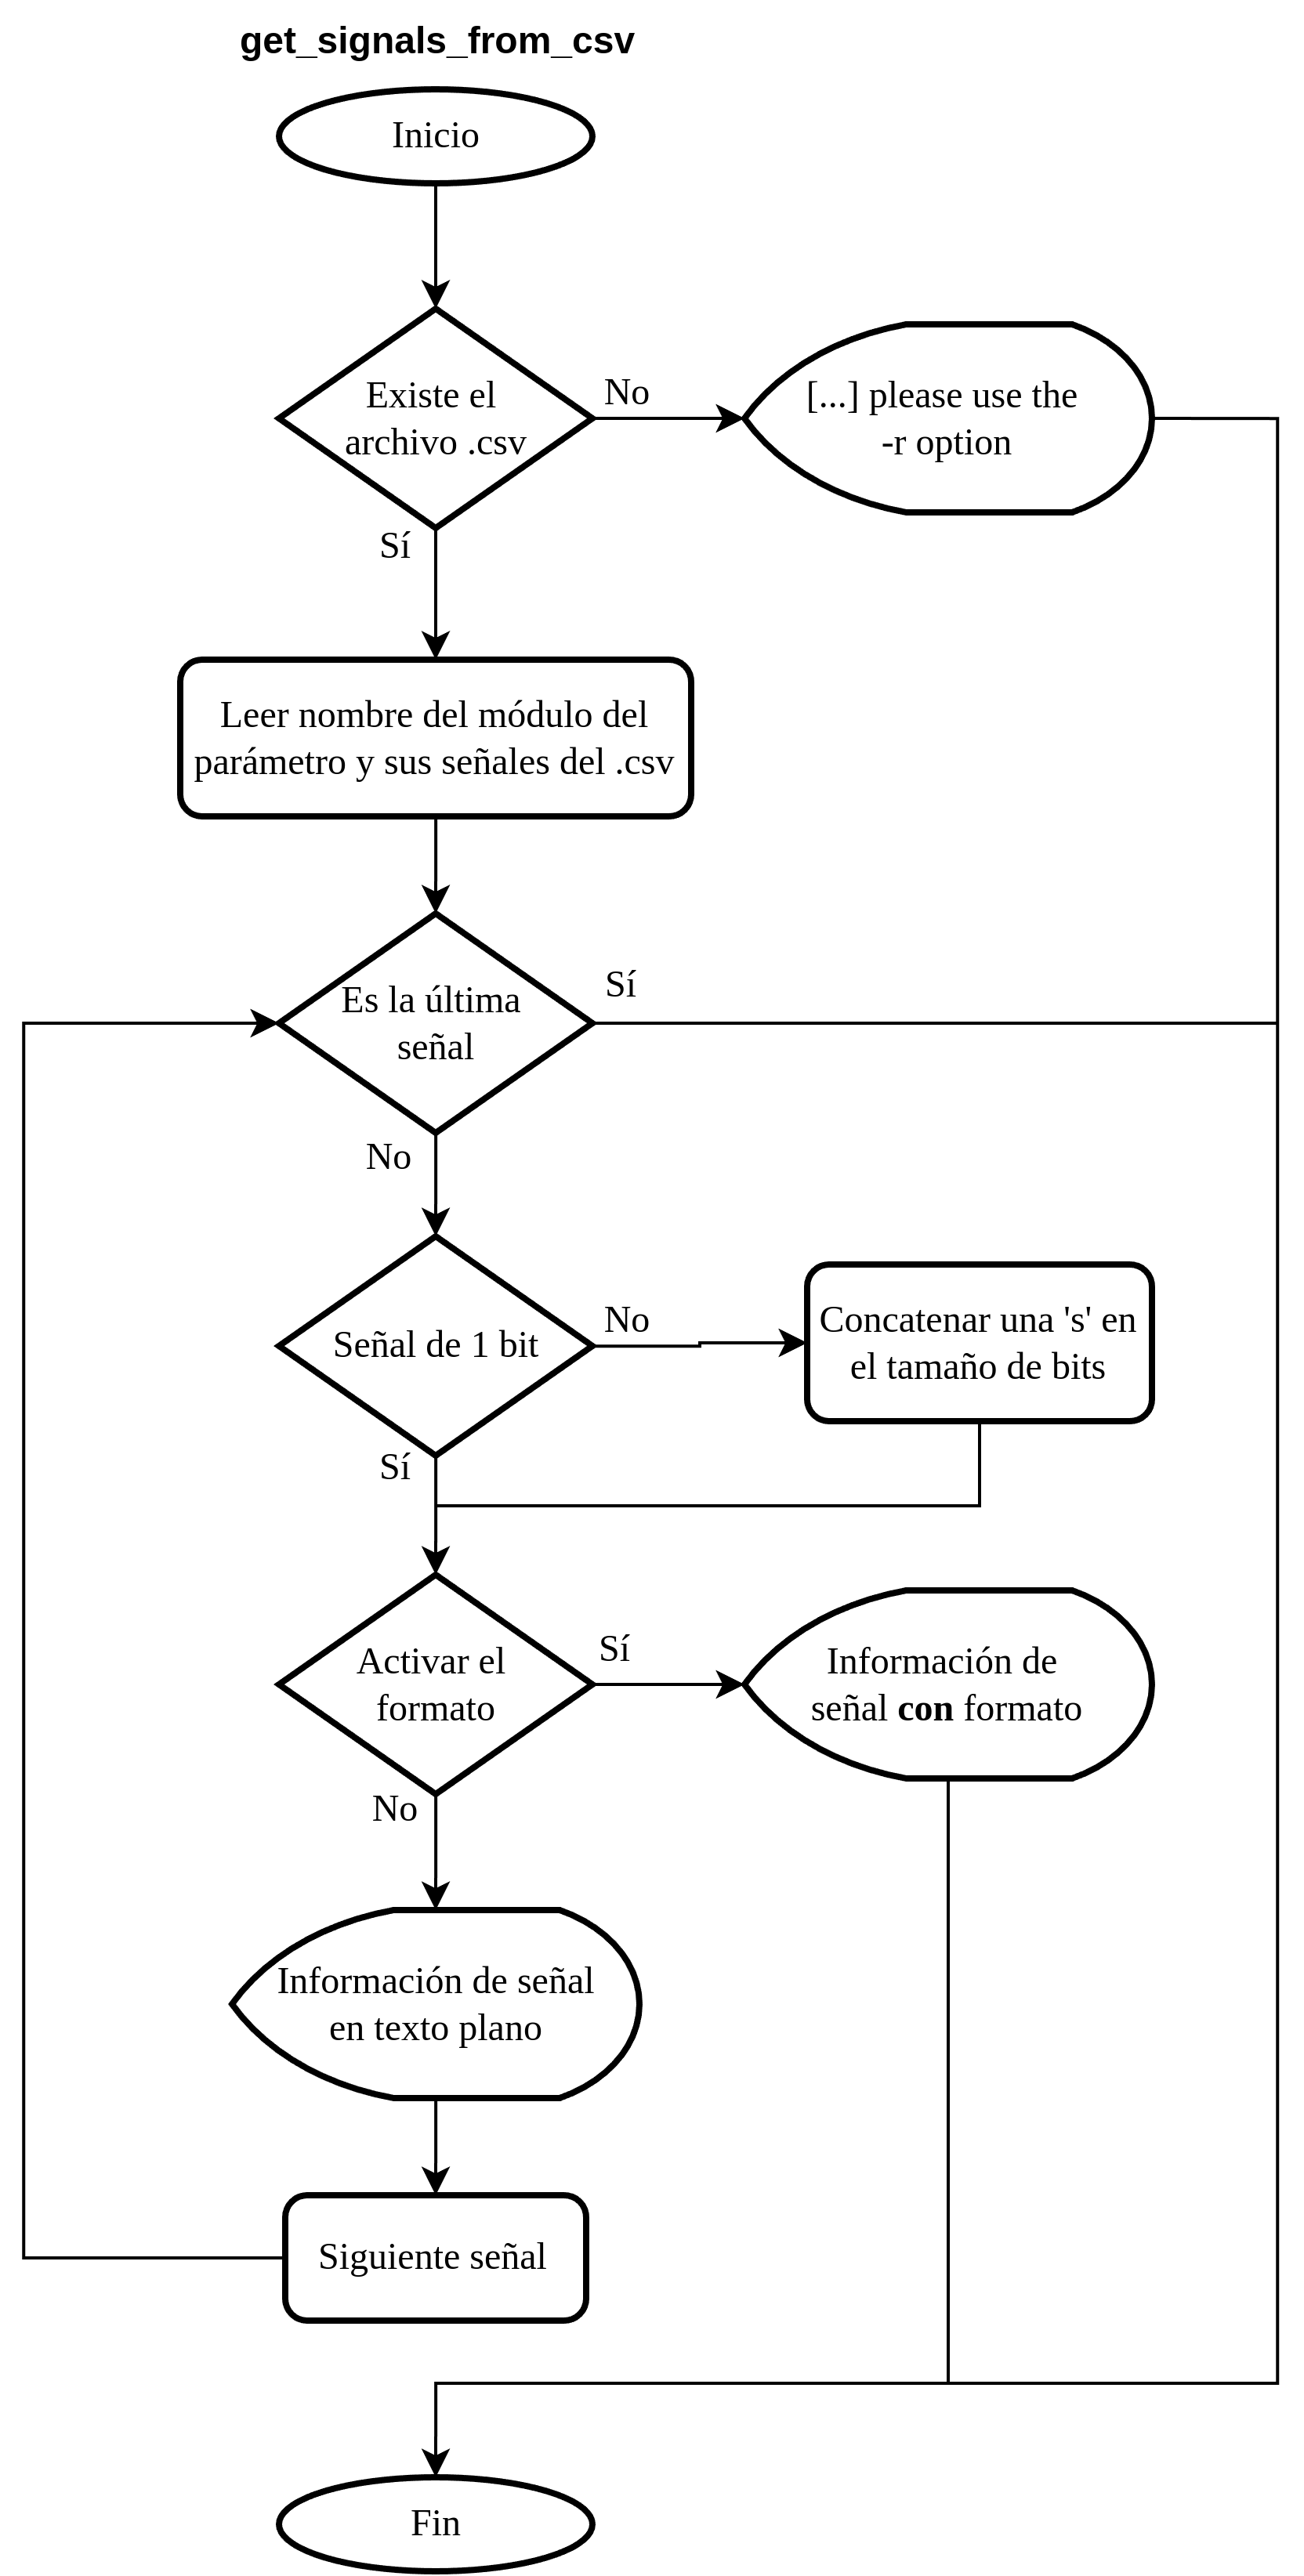 get_signals_from_csv
Inicio
Existe el
archivo .csv
No
[...] please use the
-r option
Sí
Leer nombre del módulo del
parámetro y sus señales del .csv
Es la última
señal
Sí
No
Señal de 1 bit
No
Concatenar una 's' en
el tamaño de bits
Sí
Activar el
formato
Sí
Información de
señal con formato
No
Información de señal
en texto plano
Siguiente señal
Fin